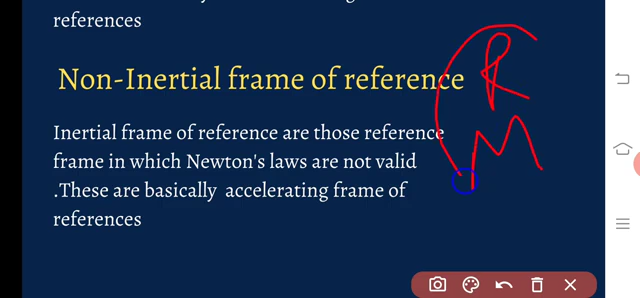 references
Non-Inertial frame of reference
Inertial frame of reference are those reference
frame in which Newton's laws are not valid
.These are basically accelerating frame of
references
R
M